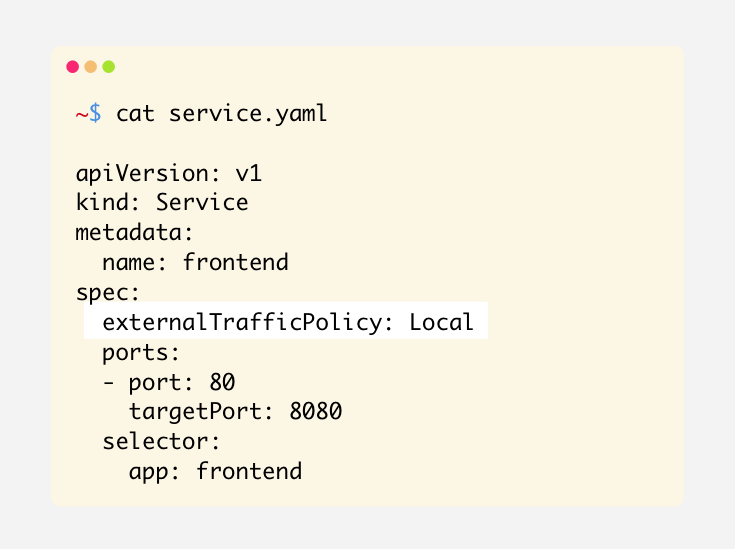 ~$ cat service.yaml
apiVersion: v1
kind: Service
metadata:
  name: frontend
spec:
  externalTrafficPolicy: Local
  ports:
  - port: 80
    targetPort: 8080
  selector:
    app: frontend